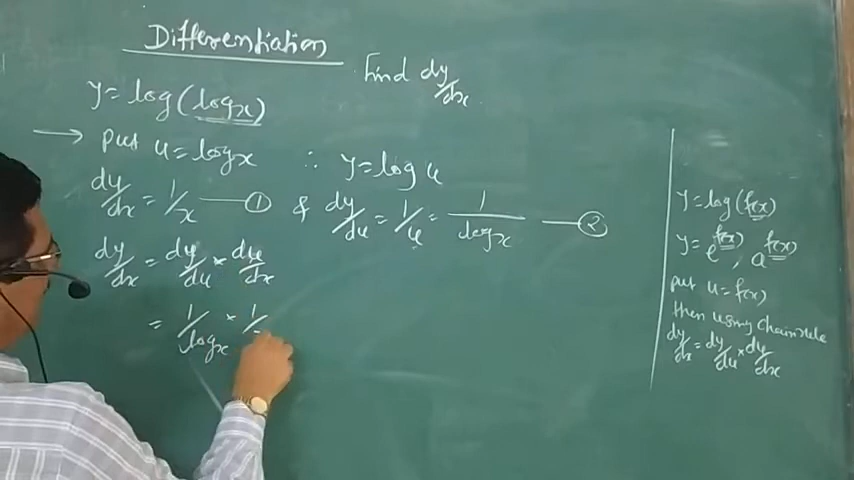 Differentiation
Find dy/dx
y = log(log x)
→ put u = log x ∴ y = log u
dy/dx = 1/x — ① & dy/du = 1/u = 1/log x — ②
dy/dx = dy/du × du/dx
= 1/log x × 1/
y = log(f(x))
y = e^f(x), a^f(x)
put u = f(x)
then using chain rule
dy/dx = dy/du × du/dx